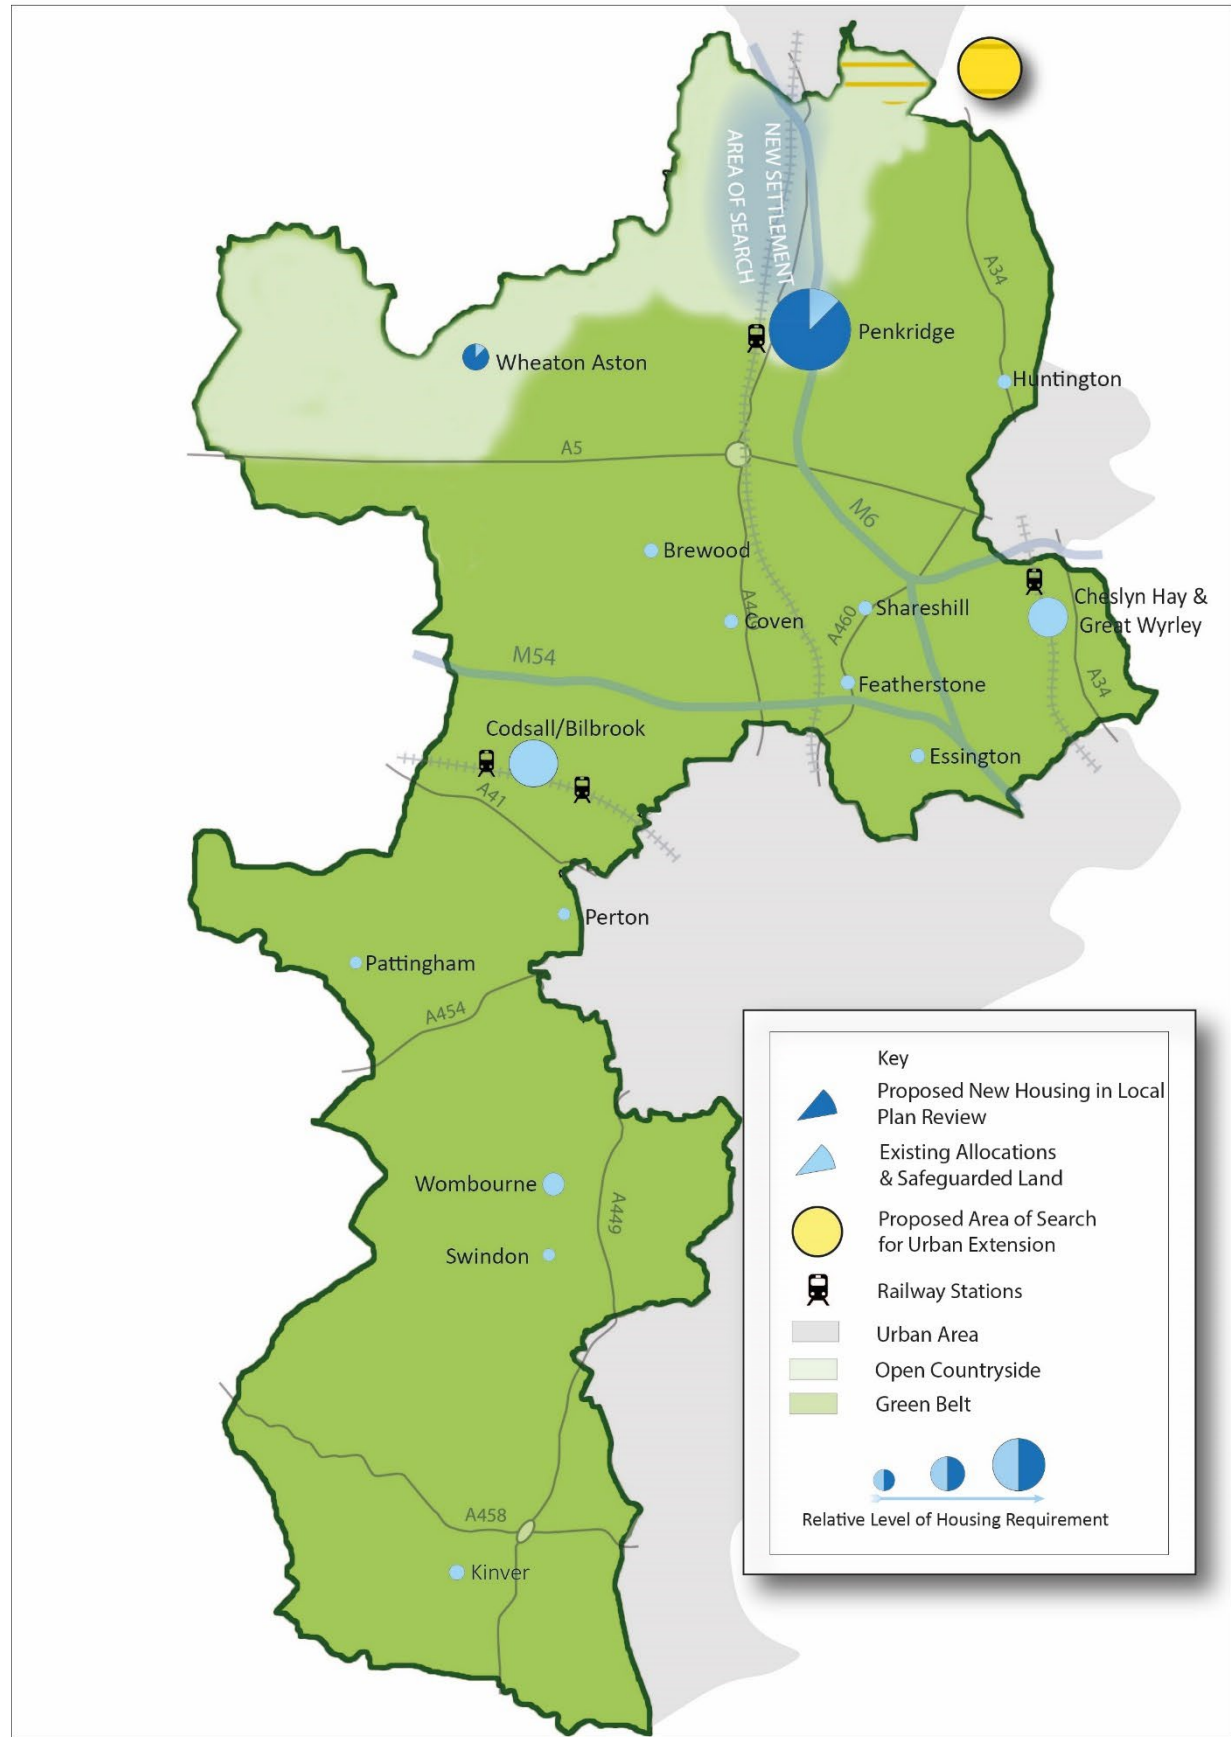 NEW SETTLEMENT
AREA OF SEARCH
A34
Penkridge
Wheaton Aston
Huntington
A5
M6
Brewood
Cheslyn Hay &
Great Wyrley
Shareshill
A449
Coven
A460
M54
Featherstone
A34
Codsall/Bilbrook
Essington
A41
Perton
Pattingham
A454
Wombourne
A449
Swindon
A458
Kinver
Key
Proposed New Housing in Local
Plan Review
Existing Allocations
& Safeguarded Land
Proposed Area of Search
for Urban Extension
Railway Stations
Urban Area
Open Countryside
Green Belt
Relative Level of Housing Requirement